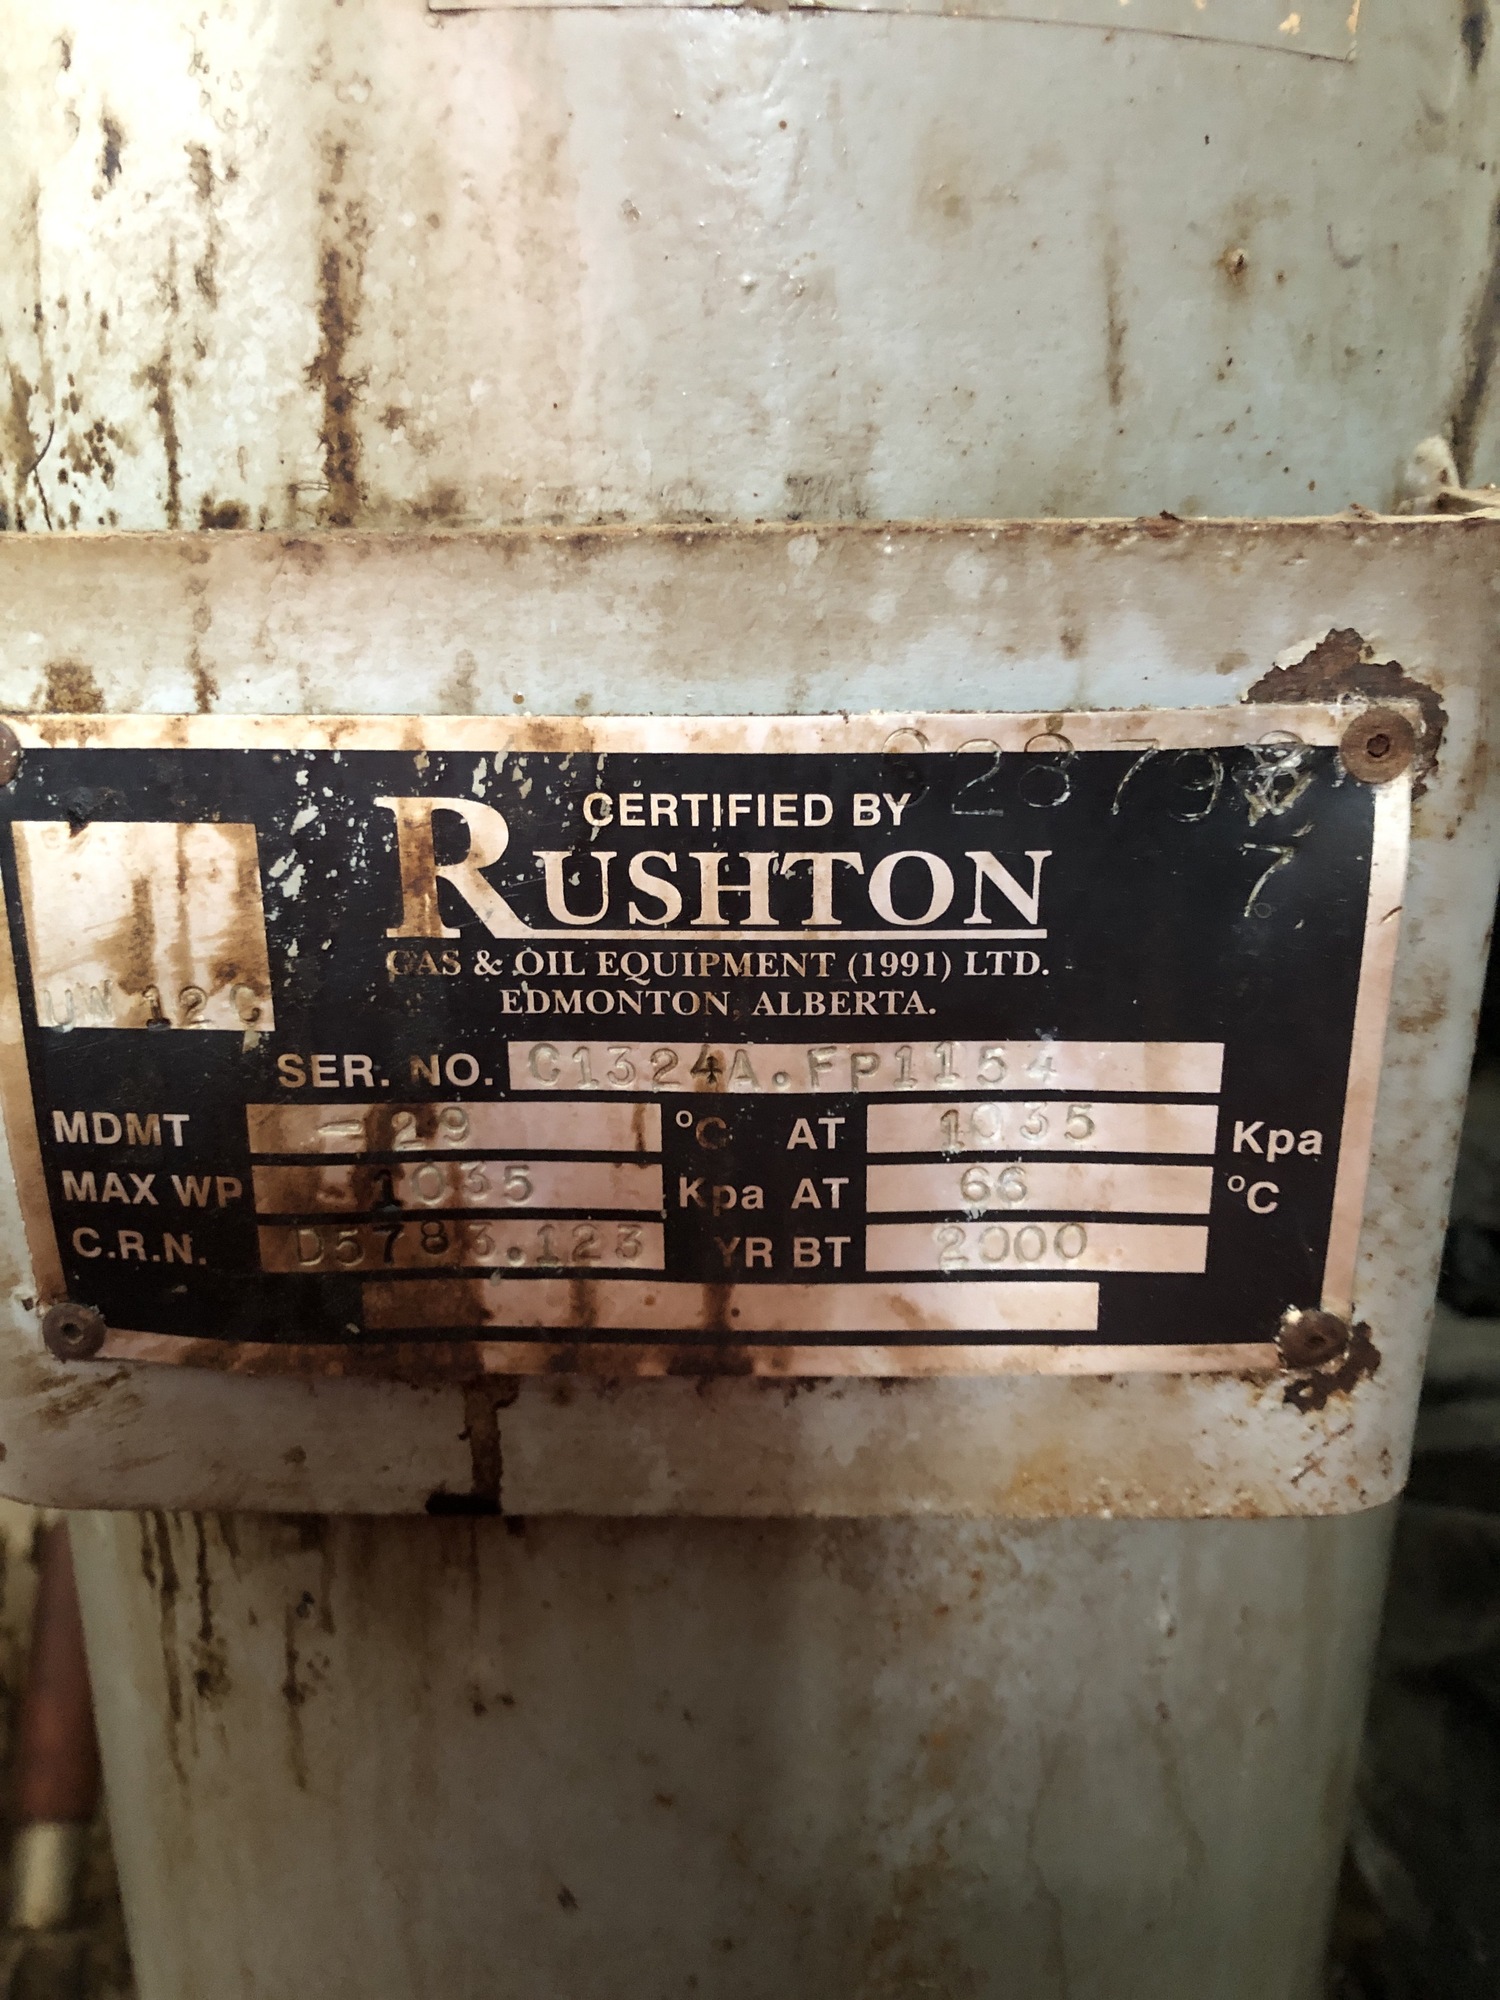 CERTIFIED BY
RUSHTON
GAS & OIL EQUIPMENT (1991) LTD.
EDMONTON, ALBERTA.
UW 12 C
SER. NO. C1324A.FP1154
MDMT -29 °C AT 1035 Kpa
MAX WP 1035 Kpa AT 66 °C
C.R.N. D5783.123 YR BT 2000
7